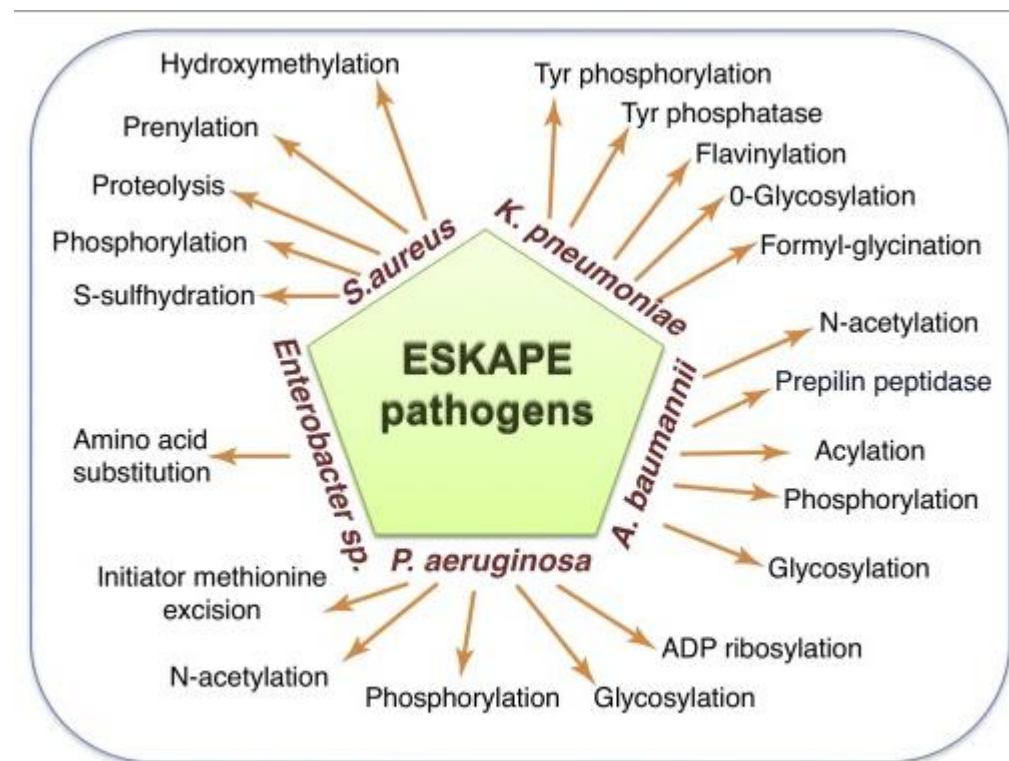 Hydroxymethylation
Prenylation
Proteolysis
Phosphorylation
S-sulfhydration
S.aureus
Tyr phosphorylation
Tyr phosphatase
Flavinylation
0-Glycosylation
Formyl-glycination
K. pneumoniae
ESKAPE
pathogens
N-acetylation
Prepilin peptidase
Acylation
Phosphorylation
Glycosylation
A. baumannii
Enterobacter sp.
Amino acid
substitution
P. aeruginosa
Initiator methionine
excision
N-acetylation
Phosphorylation
Glycosylation
ADP ribosylation